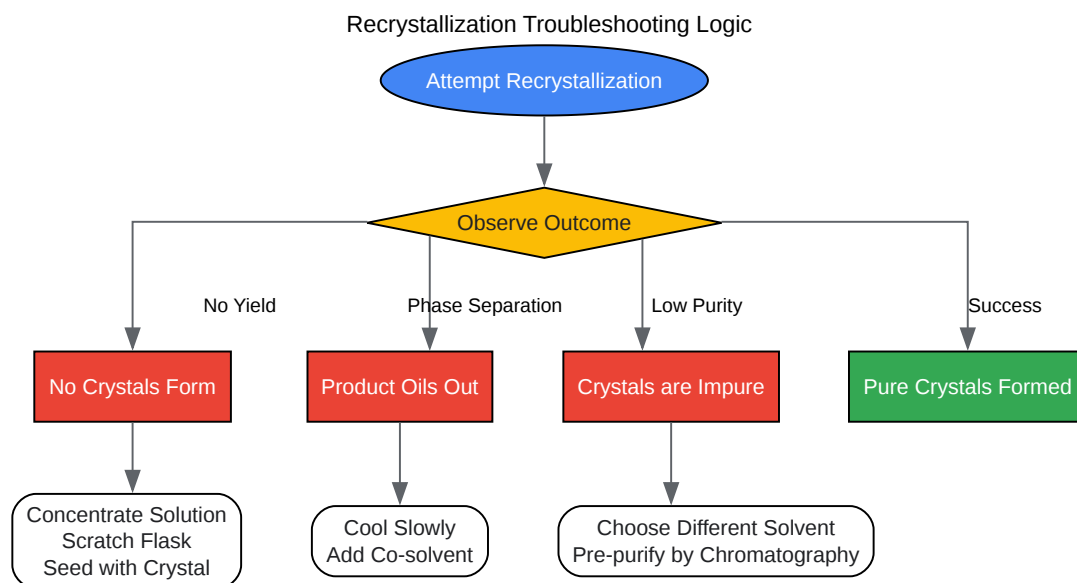 Recrystallization Troubleshooting Logic
Attempt Recrystallization
Observe Outcome
No Yield
Phase Separation
Low Purity
Success
No Crystals Form
Product Oils Out
Crystals are Impure
Pure Crystals Formed
Concentrate Solution
Scratch Flask
Seed with Crystal
Cool Slowly
Add Co-solvent
Choose Different Solvent
Pre-purify by Chromatography